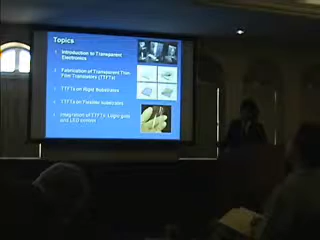 Topics
Introduction to Transparent
Electronics
Fabrication of Transparent Thin
Film Transistors (TTFTs)
TTFTs on Rigid Substrates
TTFTs on Flexible substrates
Integration of TTFTs: Logic gate
and LED